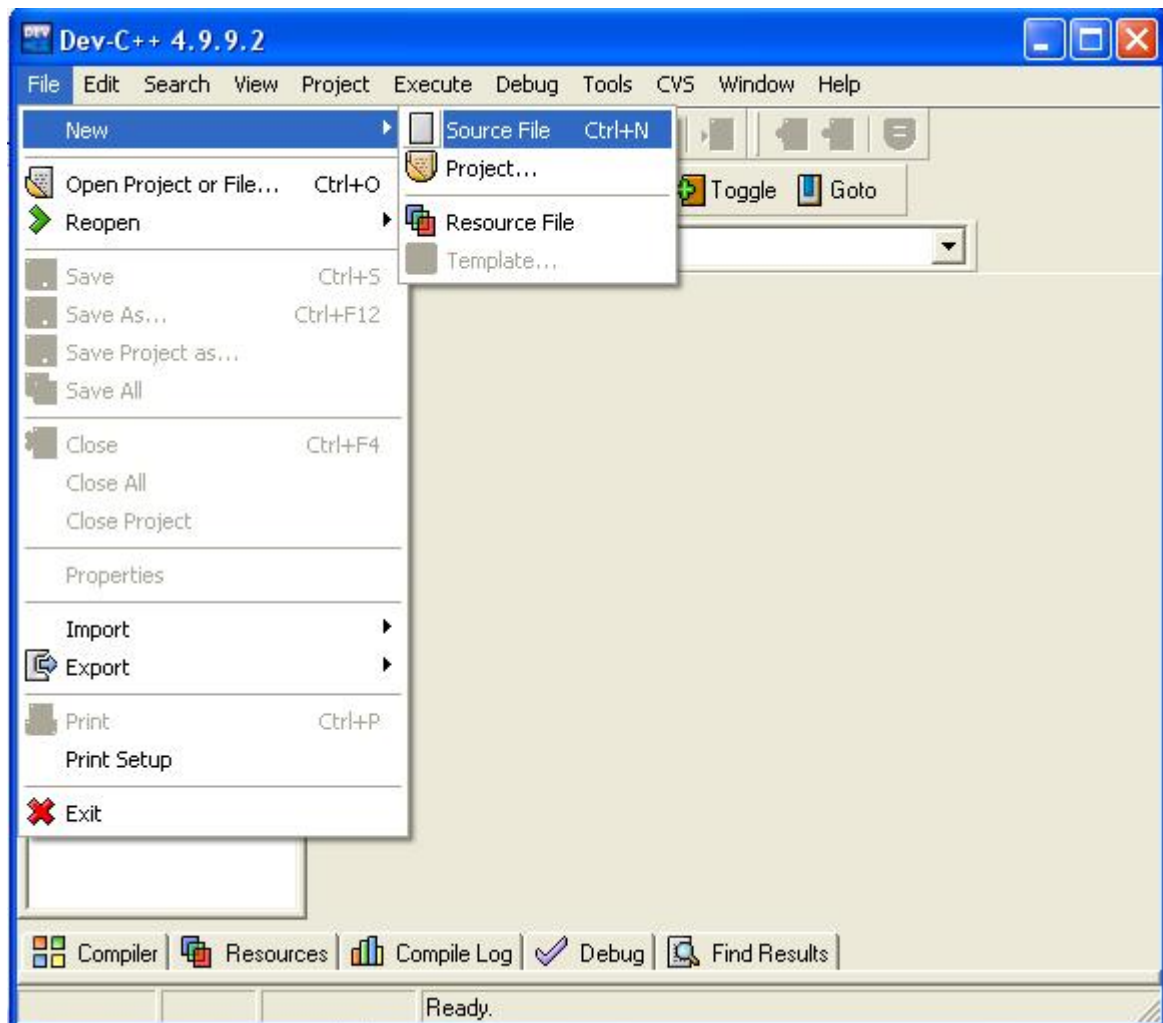 Dev-C++ 4.9.9.2
File Edit Search View Project Execute Debug Tools CVS Window Help
New
Source File Ctrl+N
Project...
Resource File
Template...
Toggle Goto
Open Project or File... Ctrl+O
Reopen
Save Ctrl+S
Save As... Ctrl+F12
Save Project as...
Save All
Close Ctrl+F4
Close All
Close Project
Properties
Import
Export
Print Ctrl+P
Print Setup
Exit
Compiler Resources Compile Log Debug Find Results
Ready.